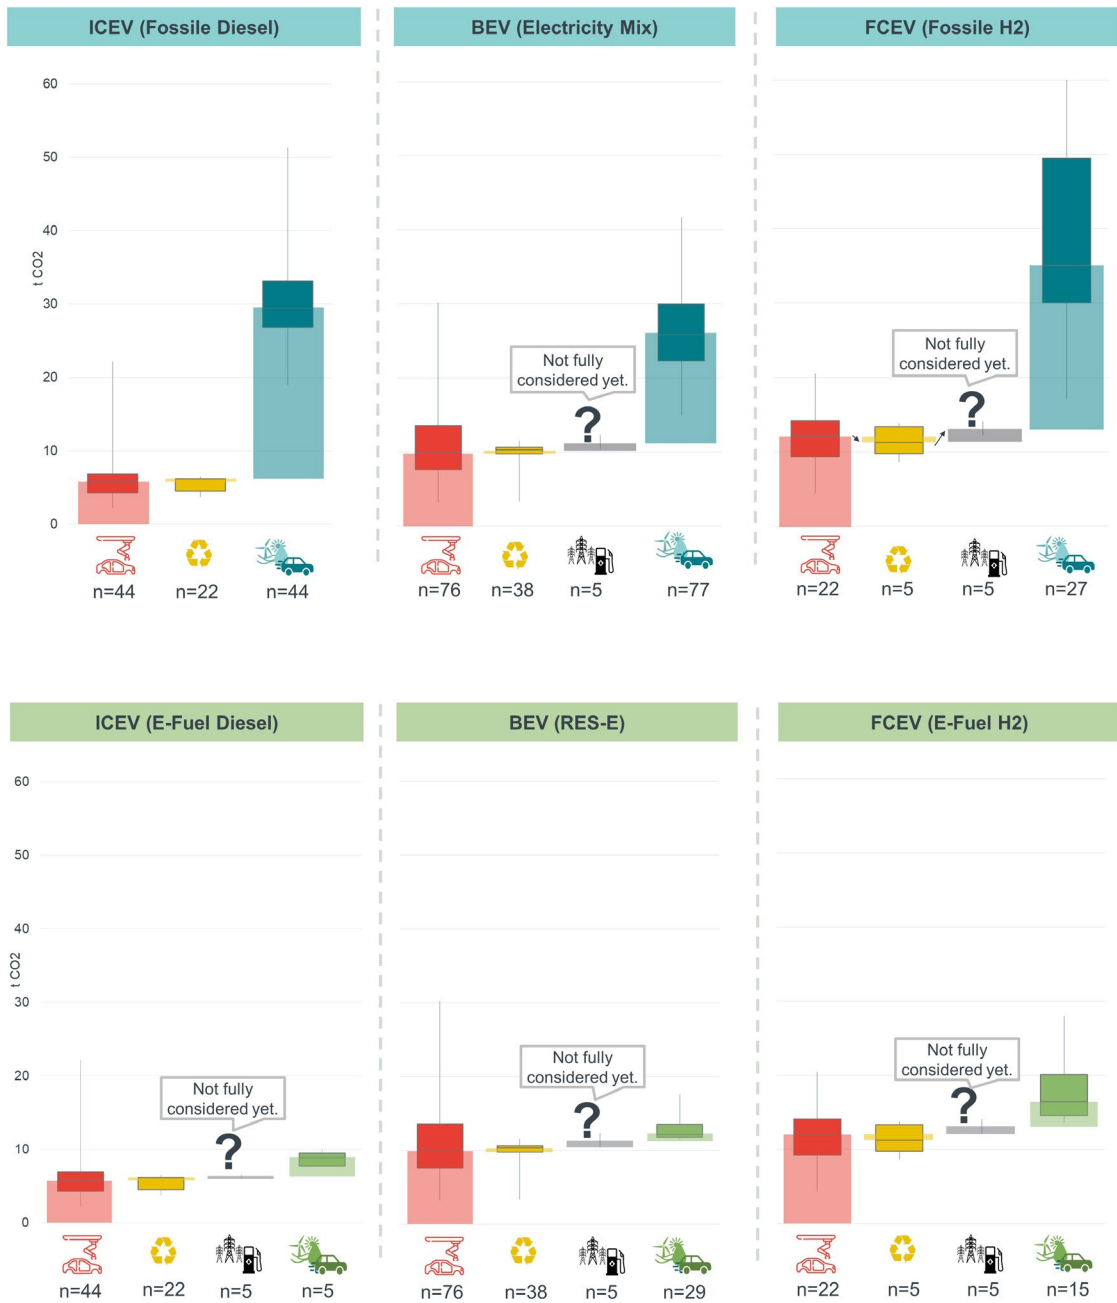 ICEV (Fossile Diesel)
BEV (Electricity Mix)
FCEV (Fossile H2)
60
50
40
t CO2
30
20
10
0
Not fully
considered yet.
?
Not fully
considered yet.
?
n=44
n=22
n=44
n=76
n=38
n=5
n=77
n=22
n=5
n=5
n=27
ICEV (E-Fuel Diesel)
BEV (RES-E)
FCEV (E-Fuel H2)
60
50
40
t CO2
30
20
10
0
Not fully
considered yet.
?
Not fully
considered yet.
?
Not fully
considered yet.
?
n=44
n=22
n=5
n=5
n=76
n=38
n=5
n=29
n=22
n=5
n=5
n=15